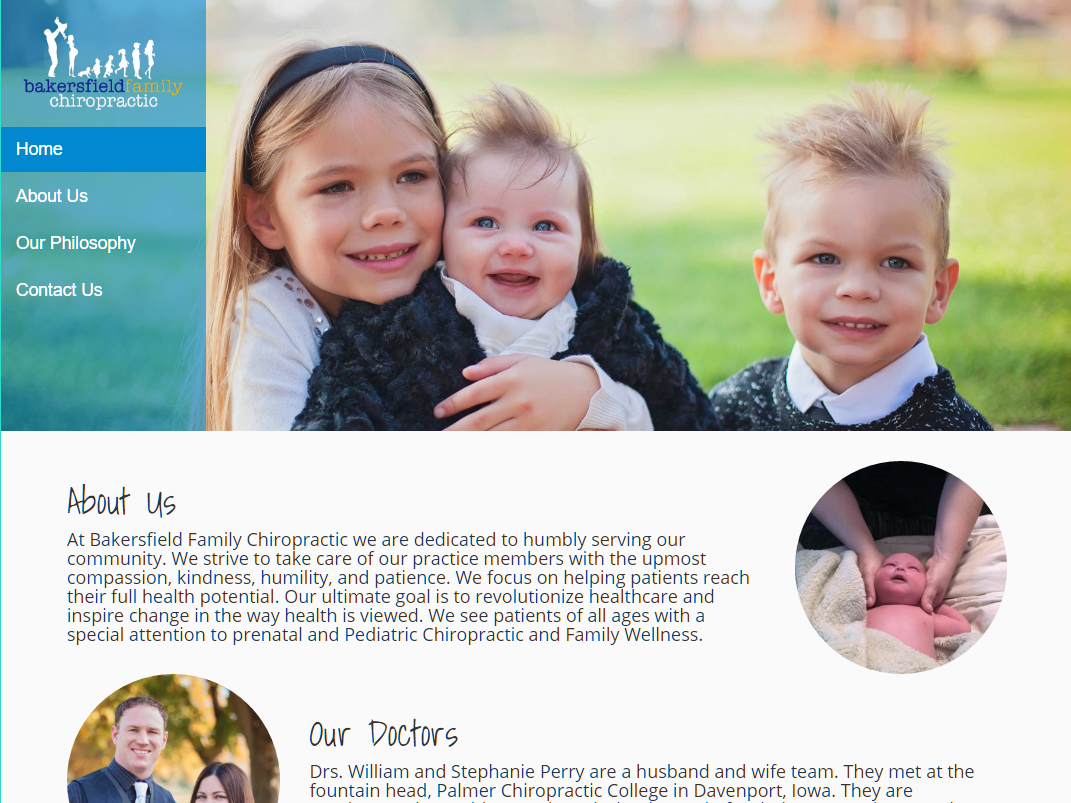 bakersfieldfamily
chiropractic
Home
About Us
Our Philosophy
Contact Us
About Us
At Bakersfield Family Chiropractic we are dedicated to humbly serving our
community. We strive to take care of our practice members with the upmost
compassion, kindness, humility, and patience. We focus on helping patients reach
their full health potential. Our ultimate goal is to revolutionize healthcare and
inspire change in the way health is viewed. We see patients of all ages with a
special attention to prenatal and Pediatric Chiropractic and Family Wellness.
Our Doctors
Drs. William and Stephanie Perry are a husband and wife team. They met at the
fountain head, Palmer Chiropractic College in Davenport, Iowa. They are